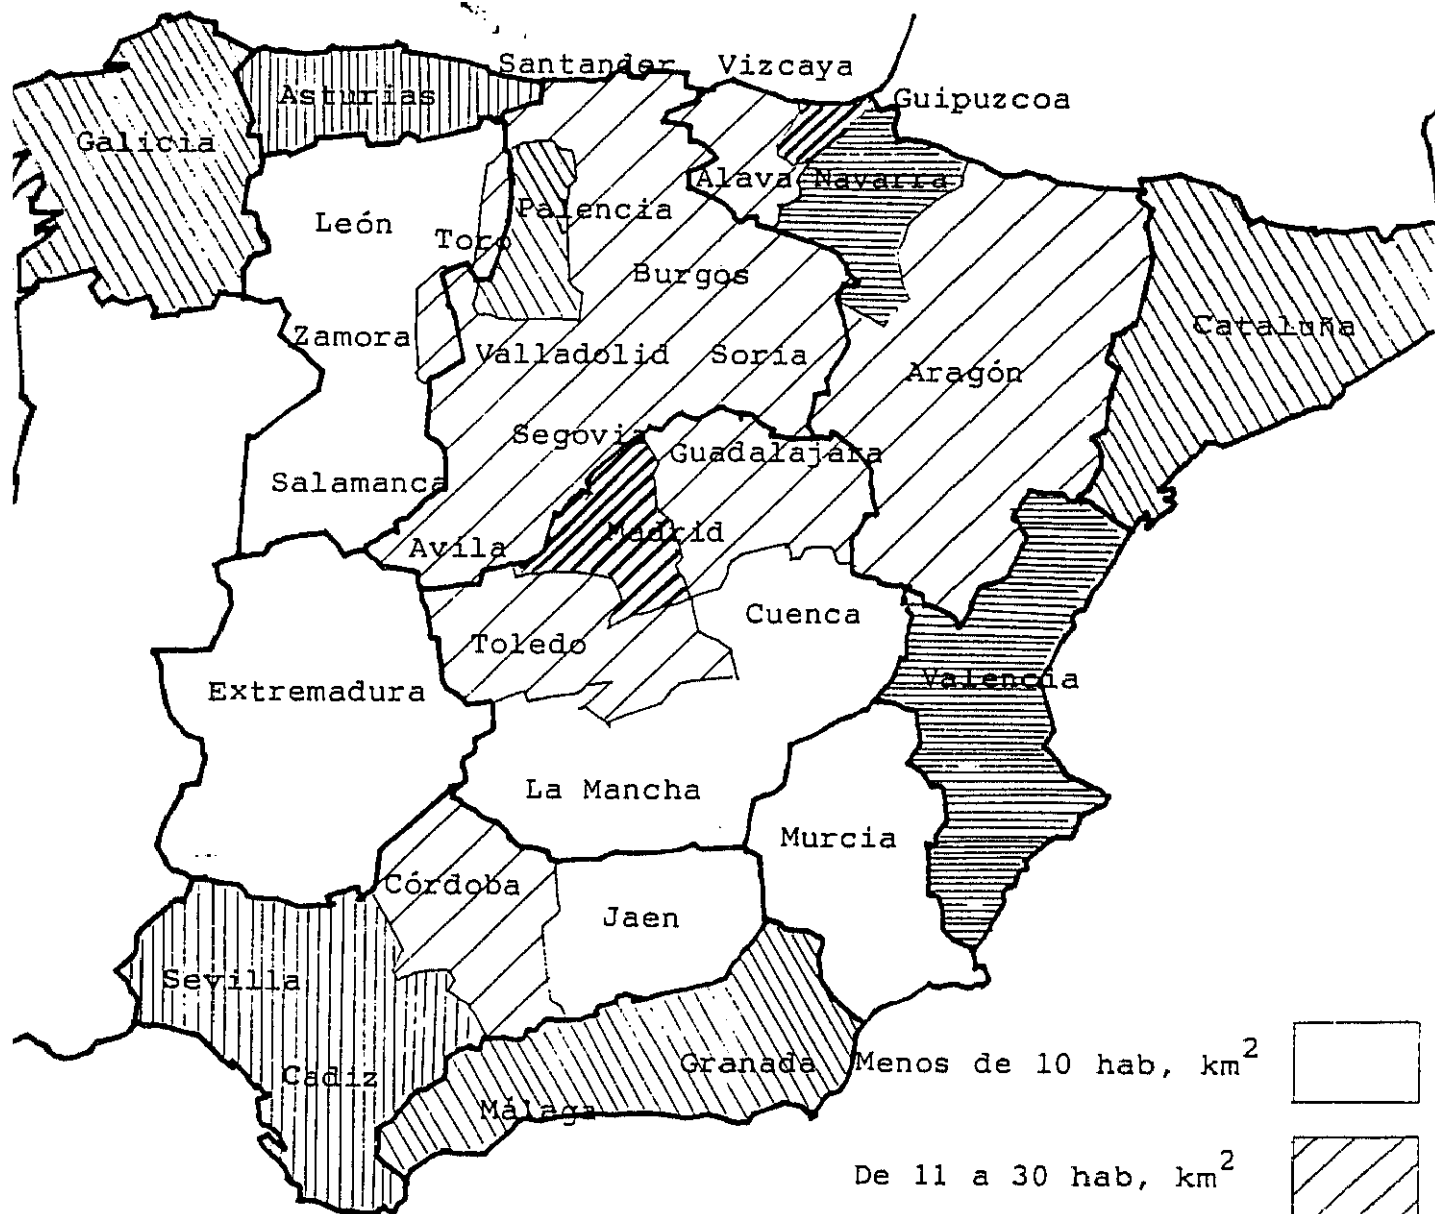 Santander Vizcaya
Asturias Guipuzcoa
Galicia
Alava Navarra
León Palencia
Toro
Burgos
Zamora Cataluña
Valladolid Soria
Aragón
Segovia
Guadalajara
Salamanca
Madrid
Avila
Cuenca
Toledo
Valencia
Extremadura
La Mancha
Murcia
Córdoba
Jaen
Sevilla
Granada Menos de 10 hab, km²
Cadiz
Málaga
De 11 a 30 hab, km²